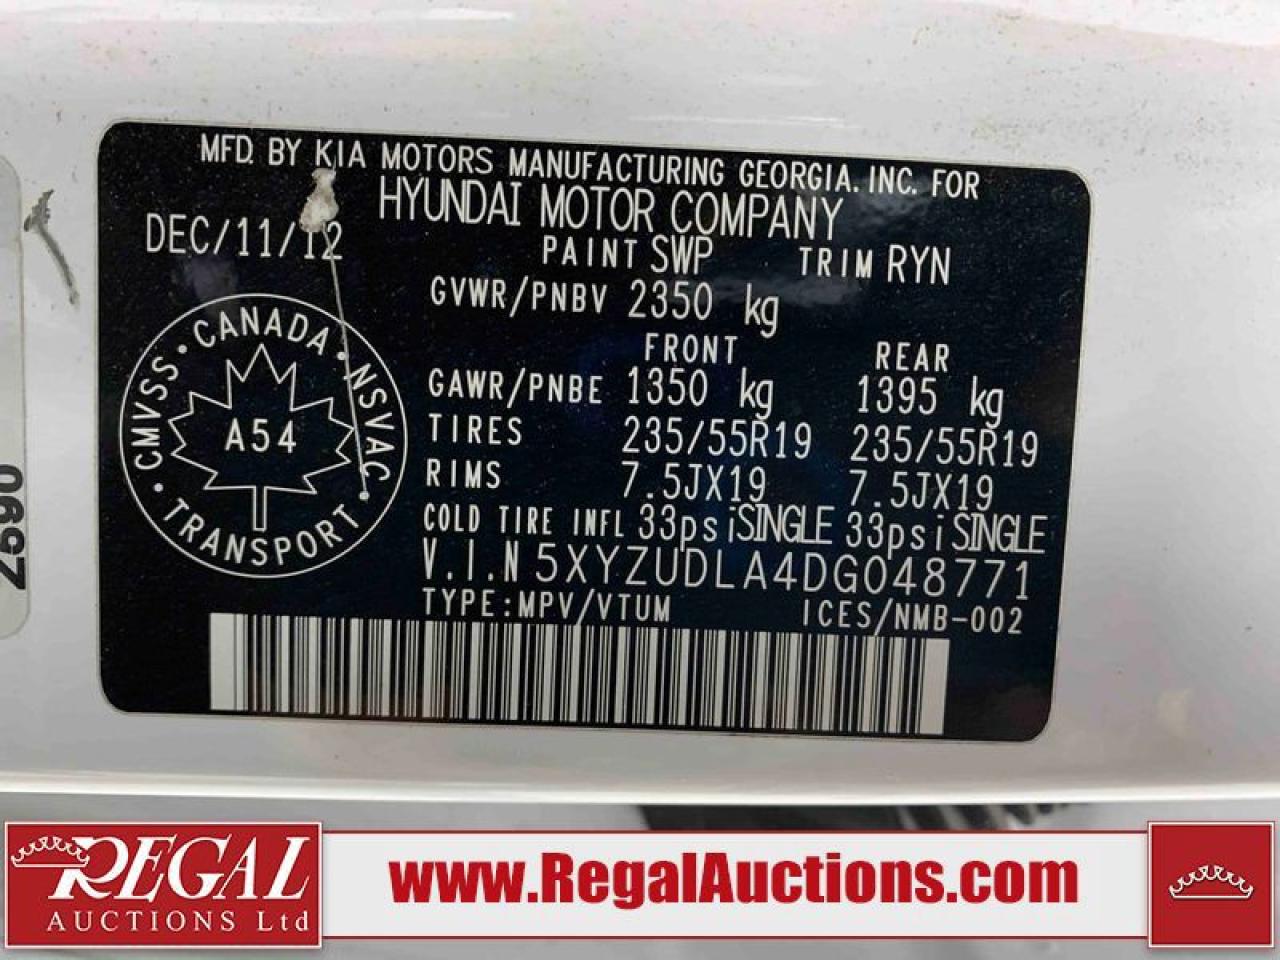 MFD. BY KIA MOTORS MANUFACTURING GEORGIA. INC. FOR
HYUNDAI MOTOR COMPANY
DEC/11/12
PAINT SWP TRIM RYN
GVWR/PNBV 2350 kg
FRONT REAR
GAWR/PNBE 1350 kg 1395 kg
TIRES 235/55R19 235/55R19
RIMS 7.5JX19 7.5JX19
COLD TIRE INFL 33psiSINGLE 33psiSINGLE
V.I.N 5XYZUDLA4DG048771
TYPE:MPV/VTUM ICES/NMB-002
CMVSS • CANADA • NSVAC • TRANSPORT •
A54
2590
REGAL
AUCTIONS Ltd
www.RegalAuctions.com